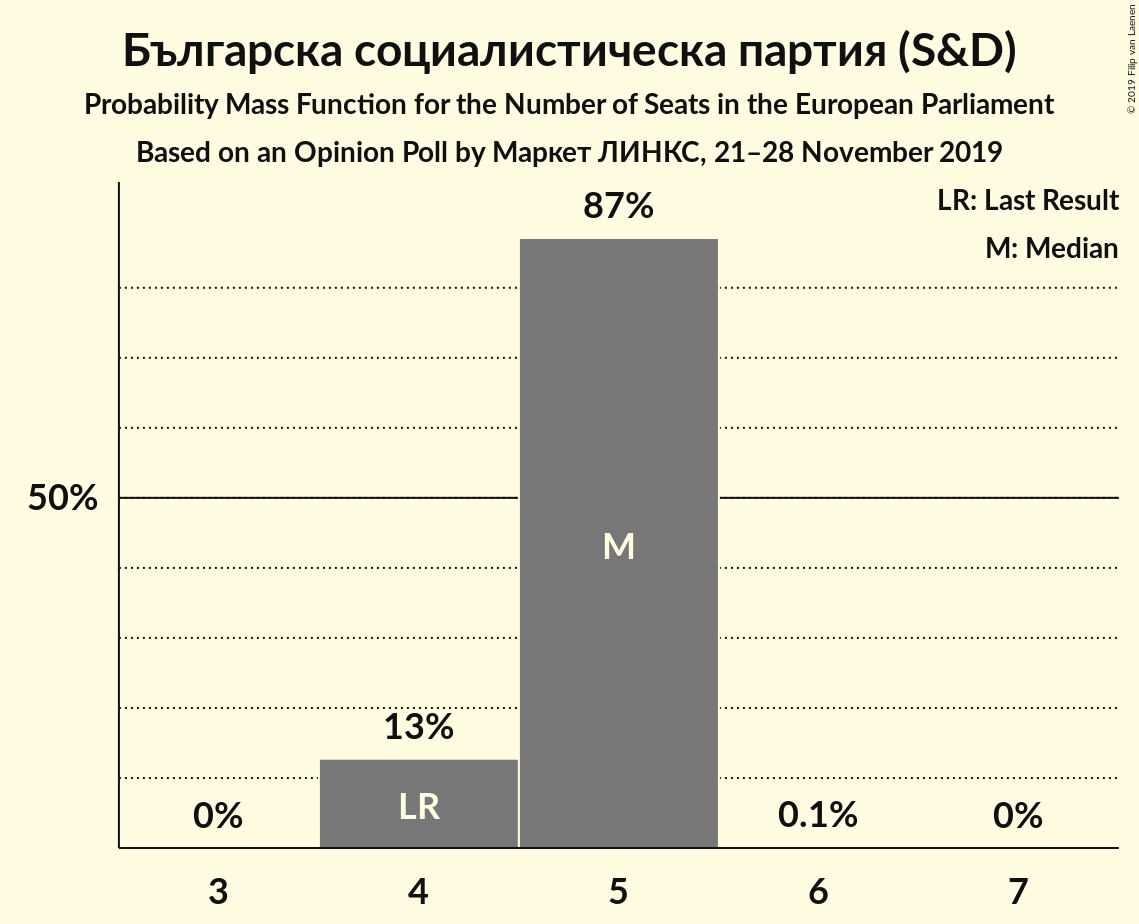 Българска социалистическа партия (S&D)
Probability Mass Function for the Number of Seats in the European Parliament
Based on an Opinion Poll by Маркет ЛИНКС, 21–28 November 2019
© 2019 Filip van Laenen
LR: Last Result
M: Median
87%
50%
M
13%
LR
0%
0.1%
0%
3 4 5 6 7